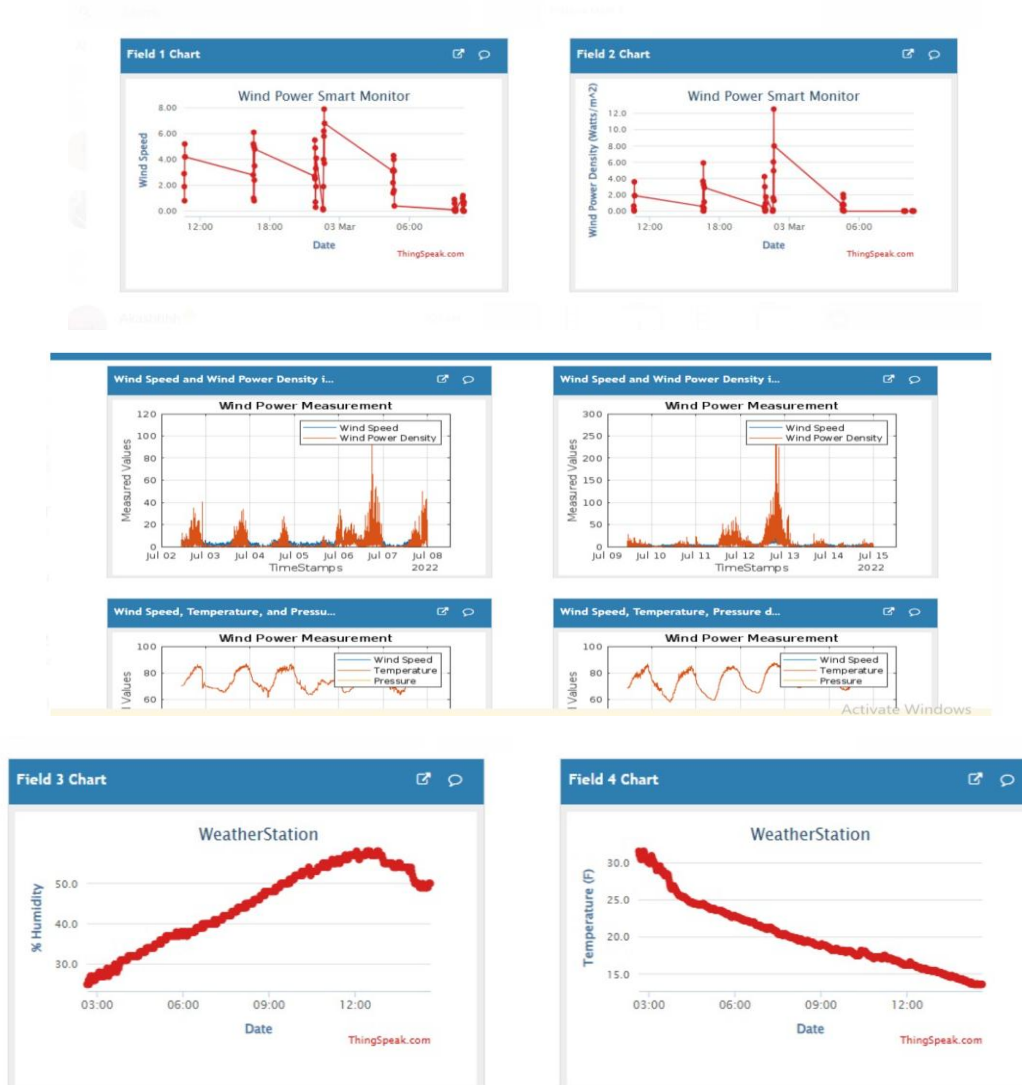 Field 1 Chart
Wind Power Smart Monitor
Wind Speed
8.00
6.00
4.00
2.00
0.00
12:00 18:00 03 Mar 06:00
Date
ThingSpeak.com
Field 2 Chart
Wind Power Smart Monitor
Wind Power Density (Watts/m^2)
12.0
10.0
8.00
6.00
4.00
2.00
0.00
12:00 18:00 03 Mar 06:00
Date
ThingSpeak.com
Wind Speed and Wind Power Density i...
Wind Power Measurement
Wind Speed
Wind Power Density
Measured Values
120
100
80
60
40
20
0
Jul 02 Jul 03 Jul 04 Jul 05 Jul 06 Jul 07 Jul 08
TimeStamps 2022
Wind Speed and Wind Power Density i...
Wind Power Measurement
Wind Speed
Wind Power Density
Measured Values
300
250
200
150
100
50
0
Jul 09 Jul 10 Jul 11 Jul 12 Jul 13 Jul 14 Jul 15
TimeStamps 2022
Wind Speed, Temperature, and Pressu...
Wind Power Measurement
Wind Speed
Temperature
Pressure
Values
100
80
60
Wind Speed, Temperature, Pressure d...
Wind Power Measurement
Wind Speed
Temperature
Pressure
Values
100
80
60
Activate Windows
Field 3 Chart
WeatherStation
% Humidity
50.0
40.0
30.0
03:00 06:00 09:00 12:00
Date
ThingSpeak.com
Field 4 Chart
WeatherStation
Temperature (F)
30.0
25.0
20.0
15.0
03:00 06:00 09:00 12:00
Date
ThingSpeak.com